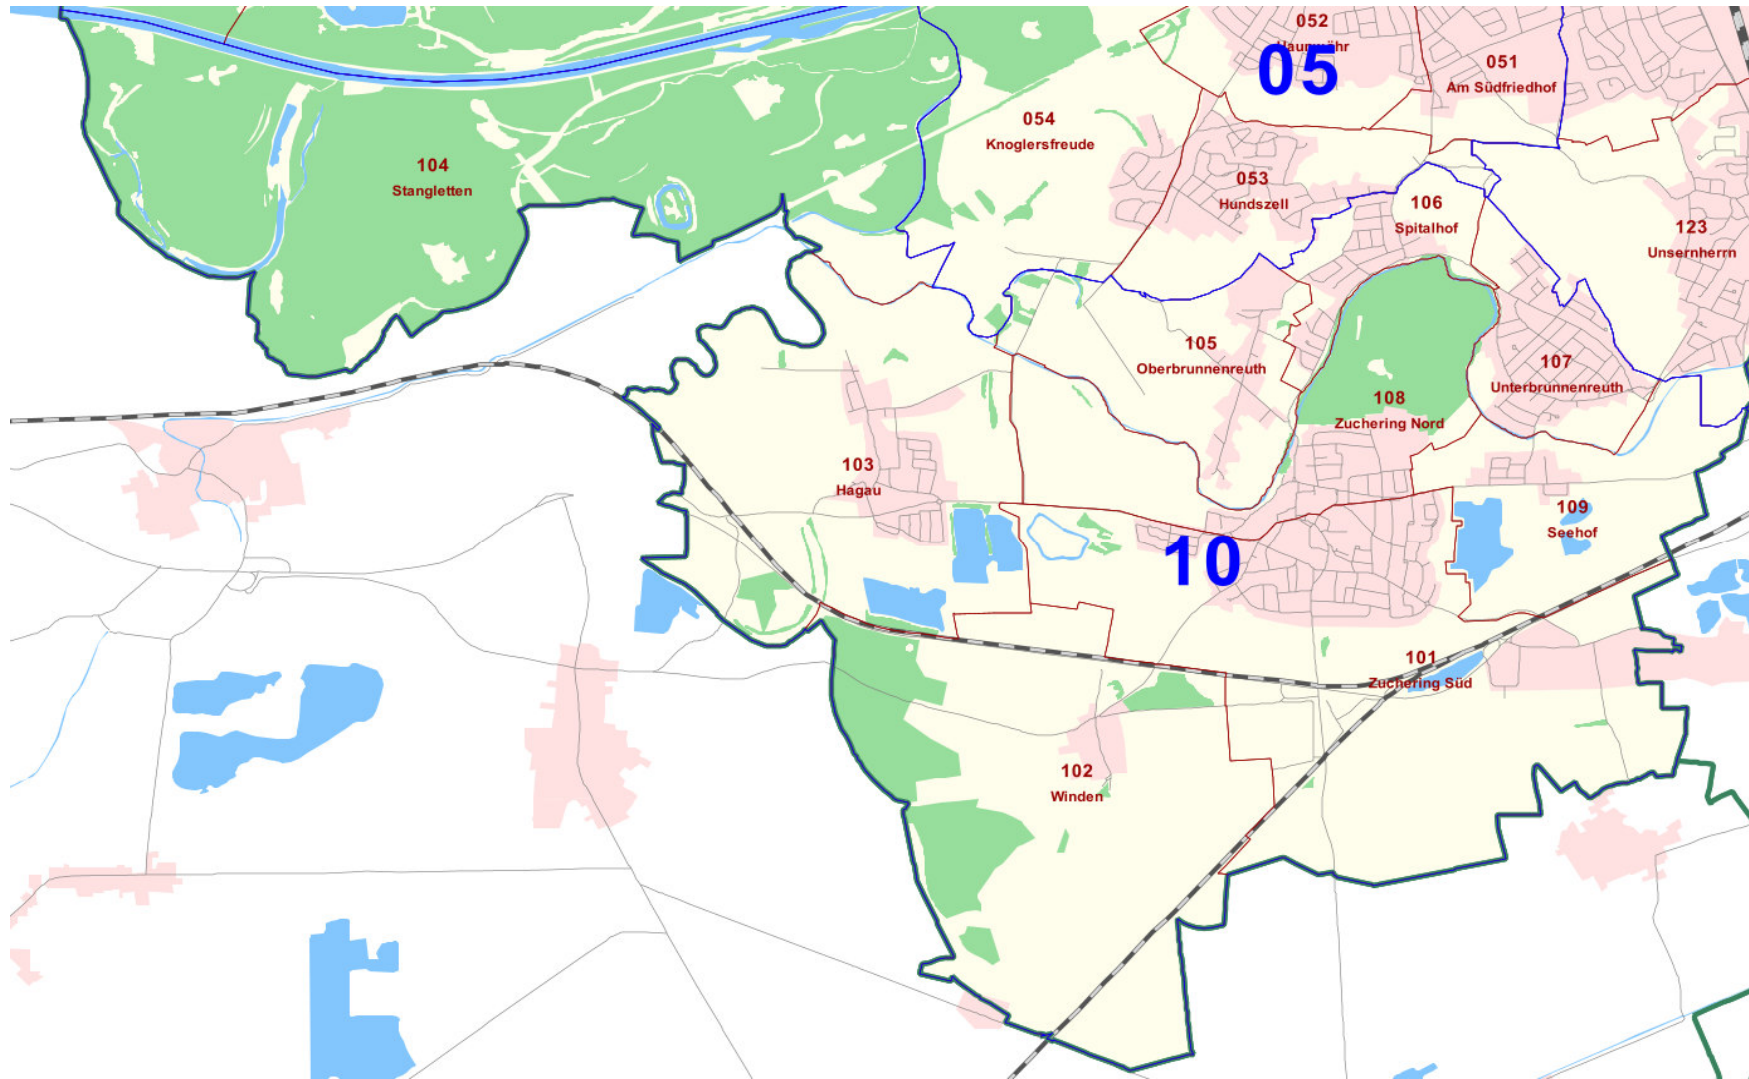 052
Haunwöhr
05
051
Am Südfriedhof
054
Knoglersfreude
104
Stangletten
053
Hundszell
106
Spitalhof
123
Unsernherrn
105
Oberbrunnenreuth
107
Unterbrunnenreuth
108
Zuchering Nord
103
Hagau
109
Seehof
10
101
Zuchering Süd
102
Winden